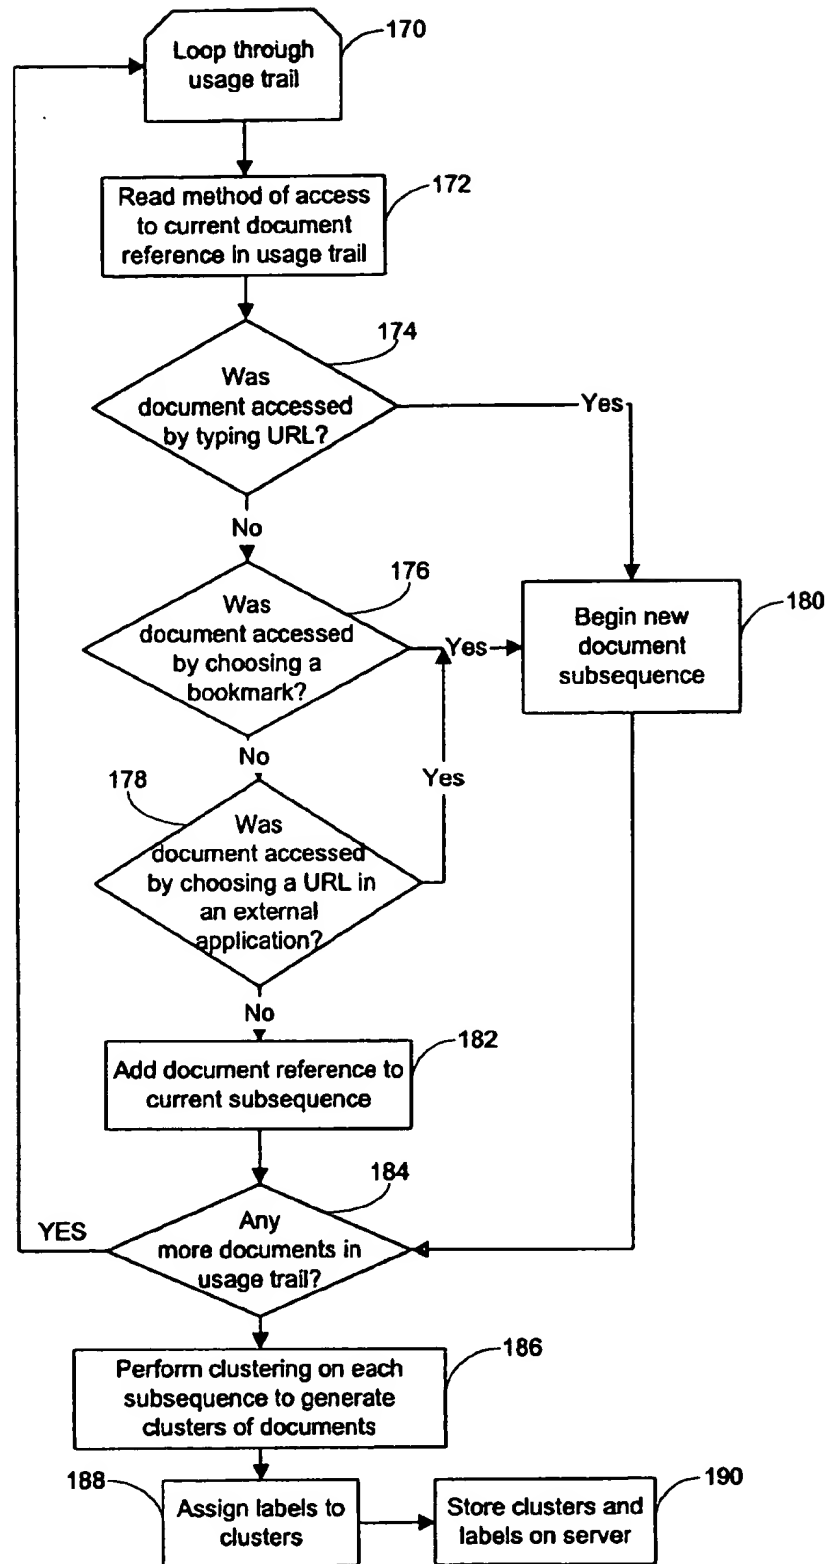 Loop through
usage trail
170
Read method of access
to current document
reference in usage trail
172
174
Was
document accessed
by typing URL?
Yes
No
176
Was
document accessed
by choosing a
bookmark?
Yes
180
Begin new
document
subsequence
No
Yes
178
Was
document accessed
by choosing a URL in
an external
application?
No
182
Add document reference to
current subsequence
184
YES
Any
more documents in
usage trail?
186
Perform clustering on each
subsequence to generate
clusters of documents
188
Assign labels to
clusters
190
Store clusters and
labels on server